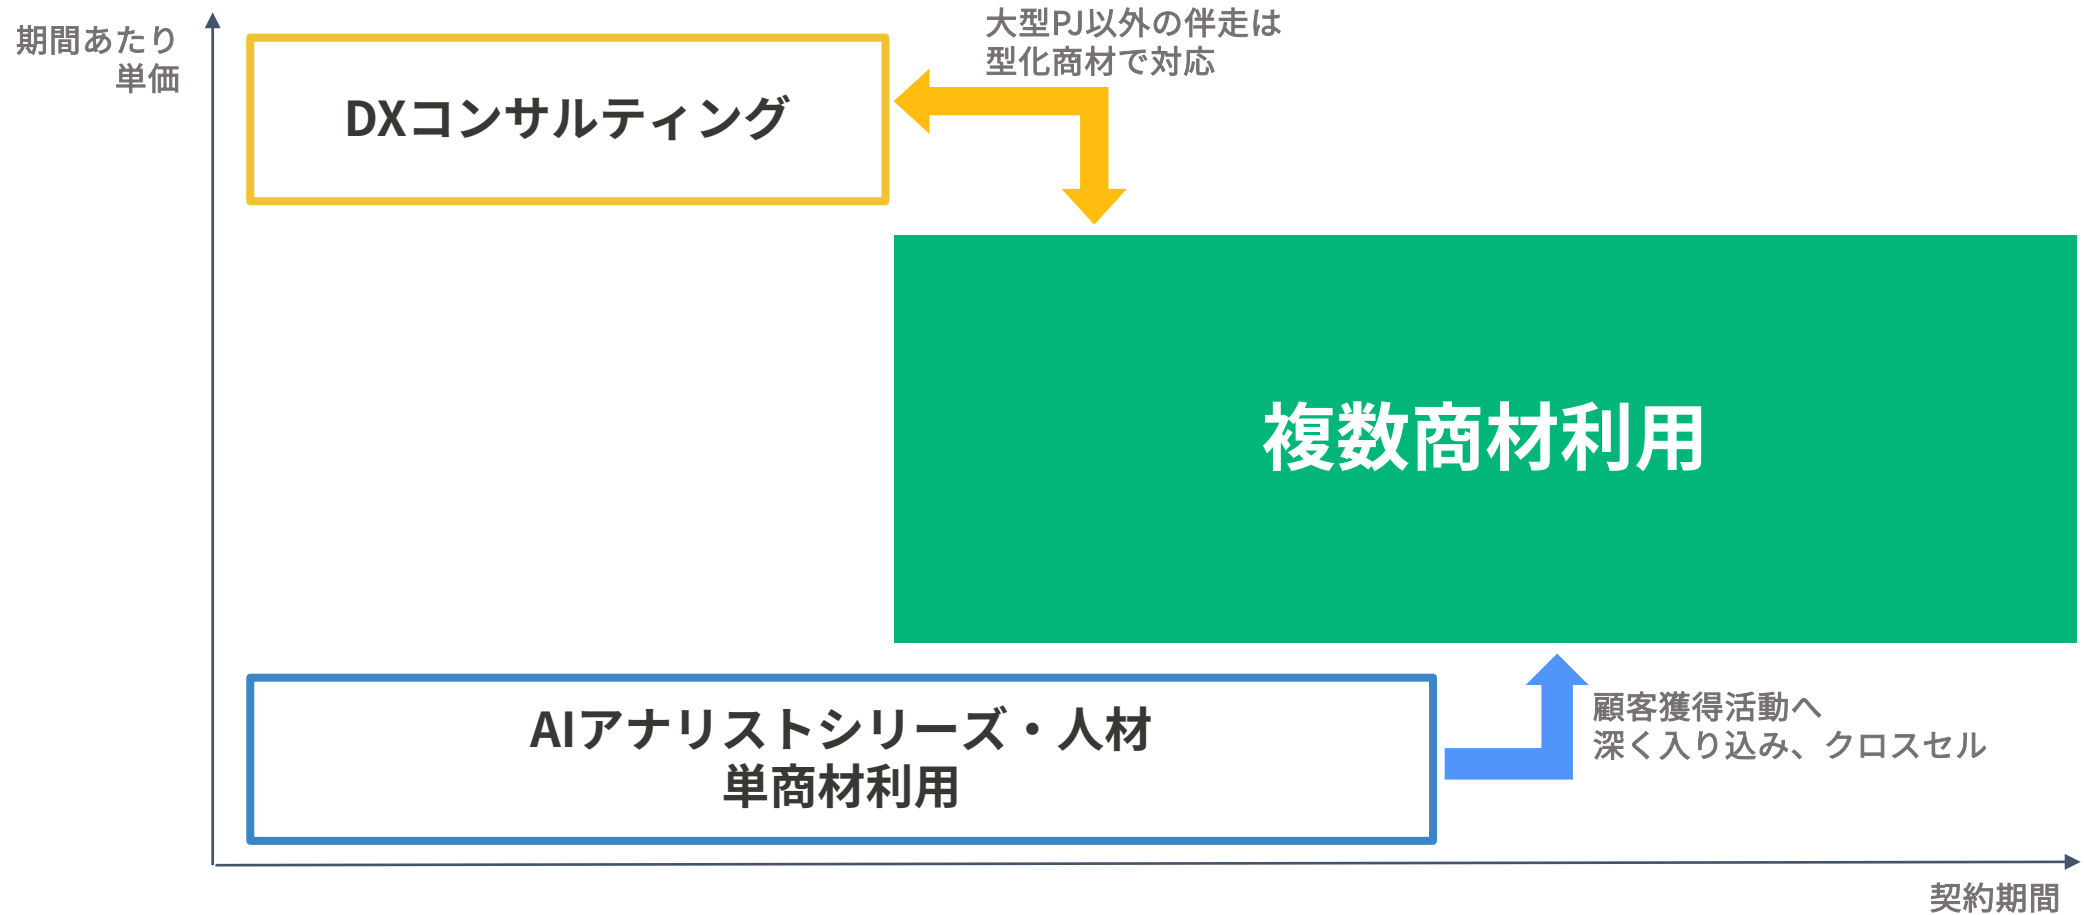 期間あたり
単価
DXコンサルティング
大型PJ以外の伴走は
型化商材で対応
複数商材利用
AIアナリストシリーズ・人材
単商材利用
顧客獲得活動へ
深く入り込み、クロスセル
契約期間